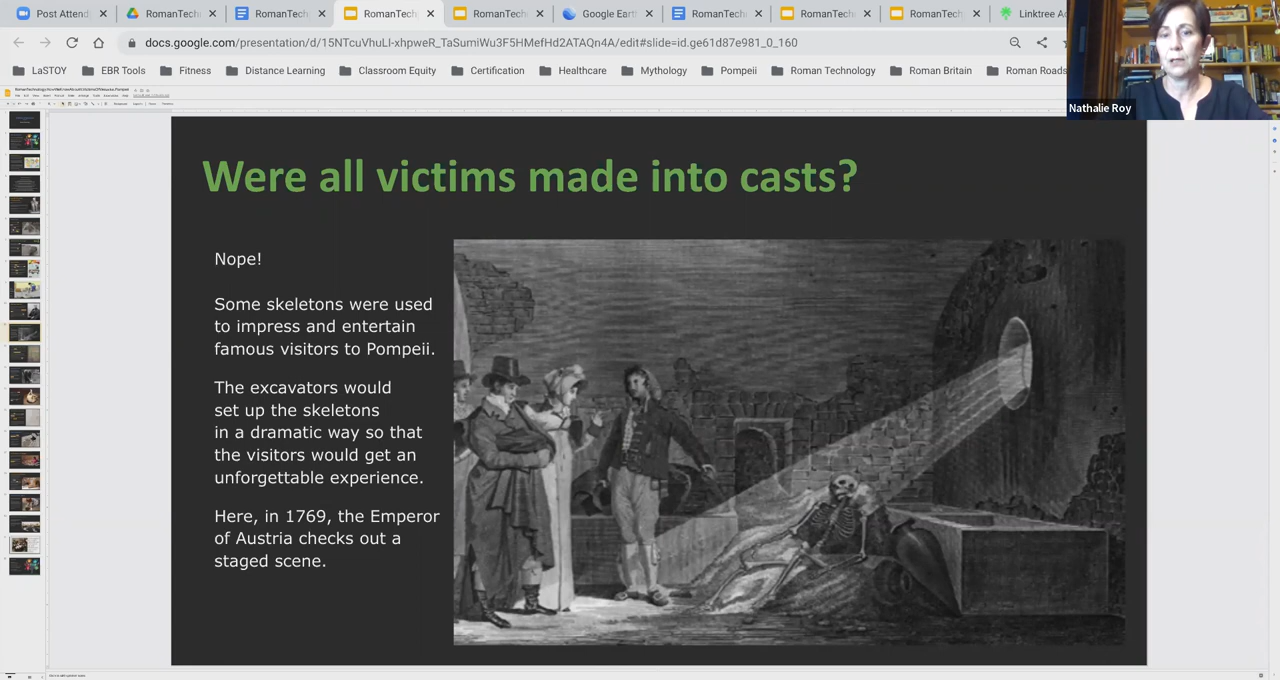 Post Attend
RomanTech
RomanTech
RomanTech
RomanTech
Google Eart
RomanTech
RomanTech
RomanTech
Linktree Ad
docs.google.com/presentation/d/15NTcuVhuLl-xhpweR_TaSumIWu3F5HMefHd2ATAQn4A/edit#slide=id.ge61d87e981_0_160
LaSTOY
EBR Tools
Fitness
Distance Learning
Classroom Equity
Certification
Healthcare
Mythology
Pompeii
Roman Technology
Roman Britain
Roman Roads
Nathalie Roy
Were all victims made into casts?
Nope!
Some skeletons were used
to impress and entertain
famous visitors to Pompeii.
The excavators would
set up the skeletons
in a dramatic way so that
the visitors would get an
unforgettable experience.
Here, in 1769, the Emperor
of Austria checks out a
staged scene.